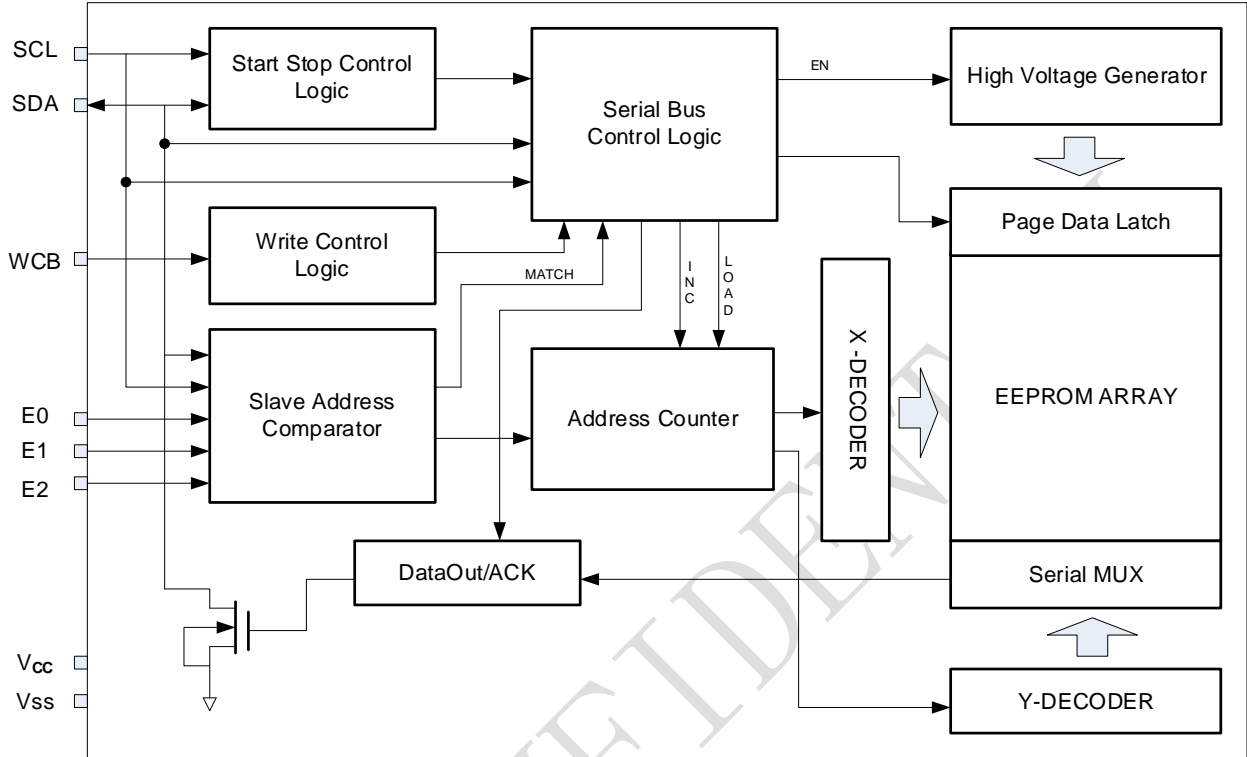 SCL
SDA
WCB
E0
E1
E2
Vcc
Vss
Start Stop Control
Logic
Write Control
Logic
Slave Address
Comparator
MATCH
Serial Bus
Control Logic
INC
LOAD
Address Counter
DataOut/ACK
EN
High Voltage Generator
Page Data Latch
X-DECODER
EEPROM ARRAY
Serial MUX
Y-DECODER